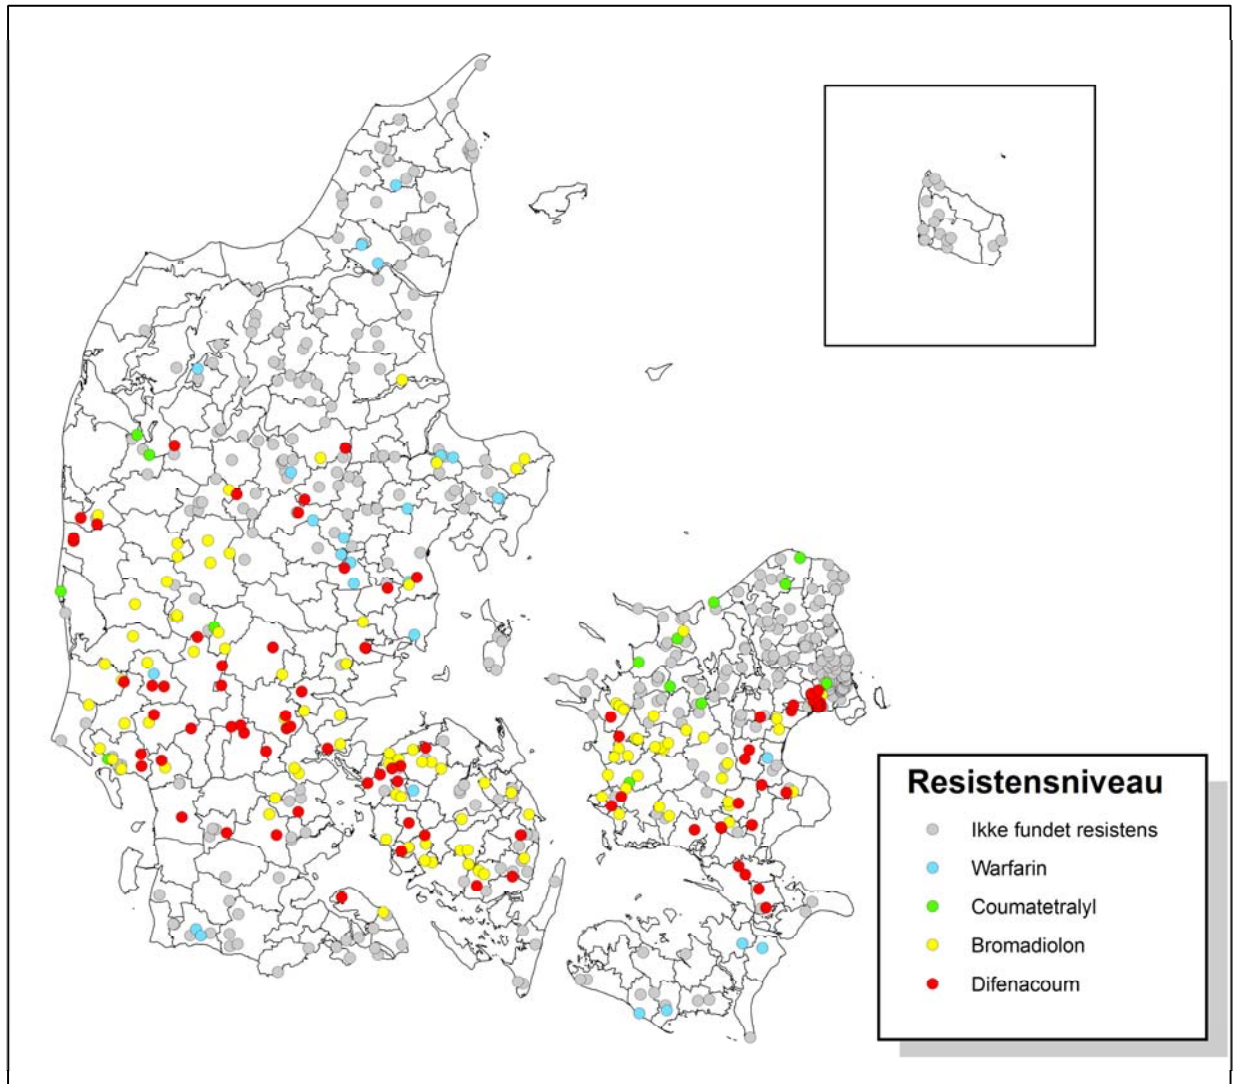 Resistensniveau
Ikke fundet resistens
Warfarin
Coumatetralyl
Bromadiolon
Difenacoum